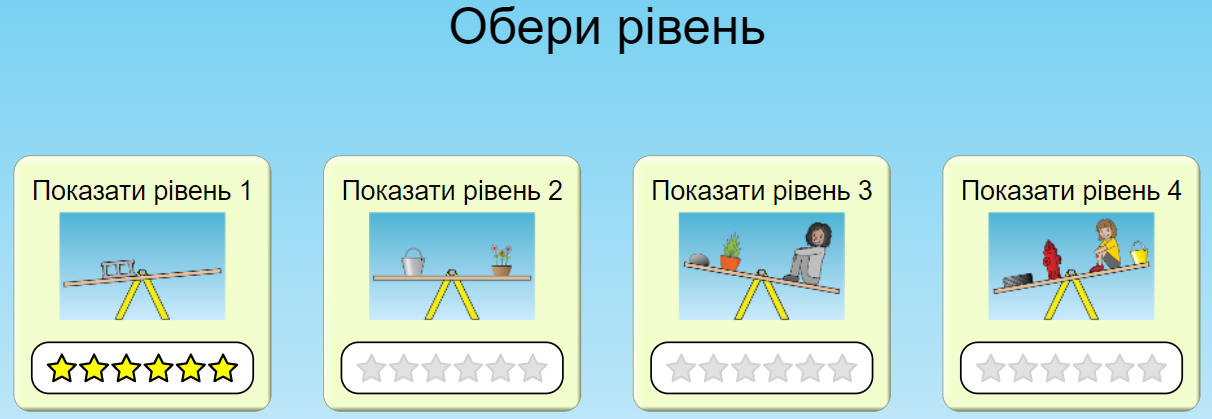 Обери рівень
Показати рівень 1
Показати рівень 2
Показати рівень 3
Показати рівень 4